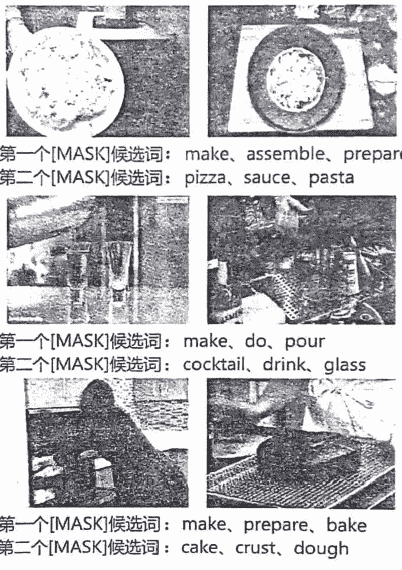 第一个[MASK]候选词： make、assemble、prepare
第二个[MASK]候选词： pizza、sauce、pasta
第一个[MASK]候选词： make、do、pour
第二个[MASK]候选词： cocktail、drink、glass
第一个[MASK]候选词： make、prepare、bake
第二个[MASK]候选词： cake、crust、dough